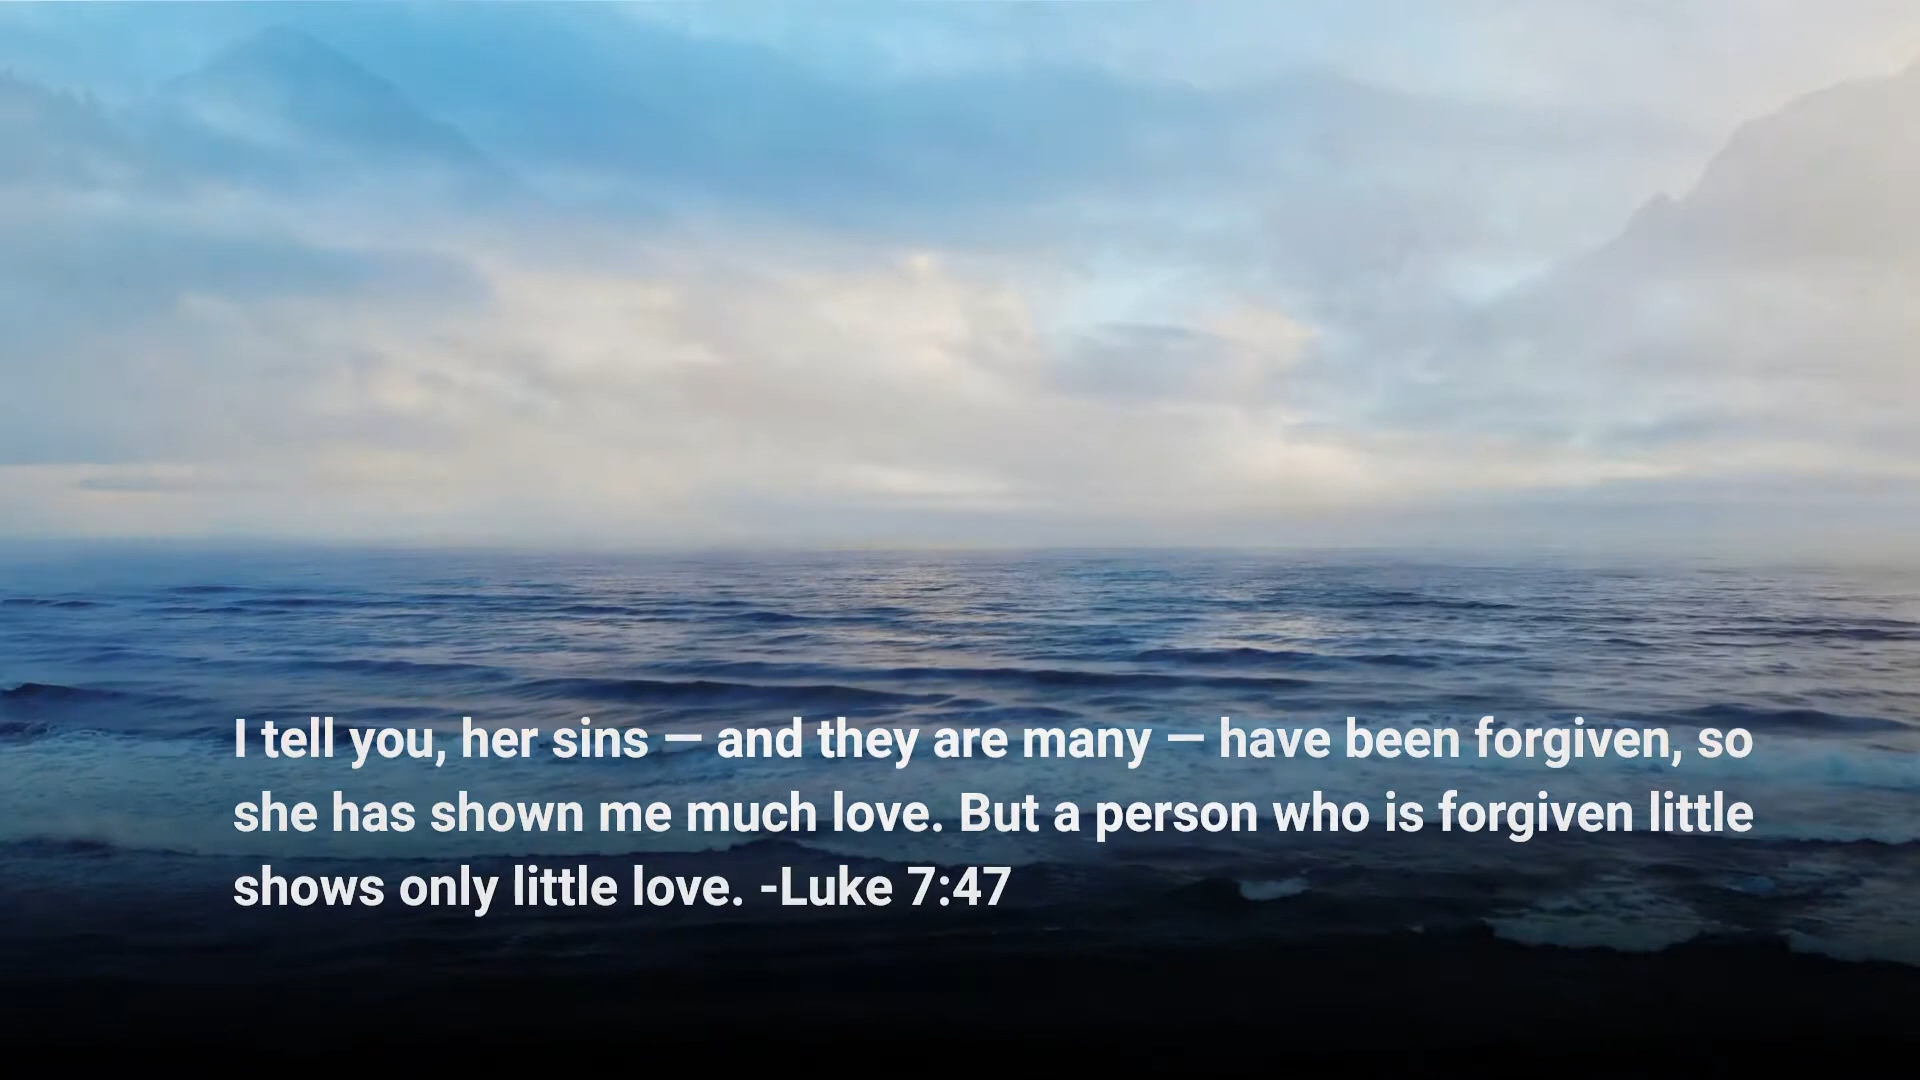 I tell you, her sins — and they are many — have been forgiven, so
she has shown me much love. But a person who is forgiven little
shows only little love. -Luke 7:47